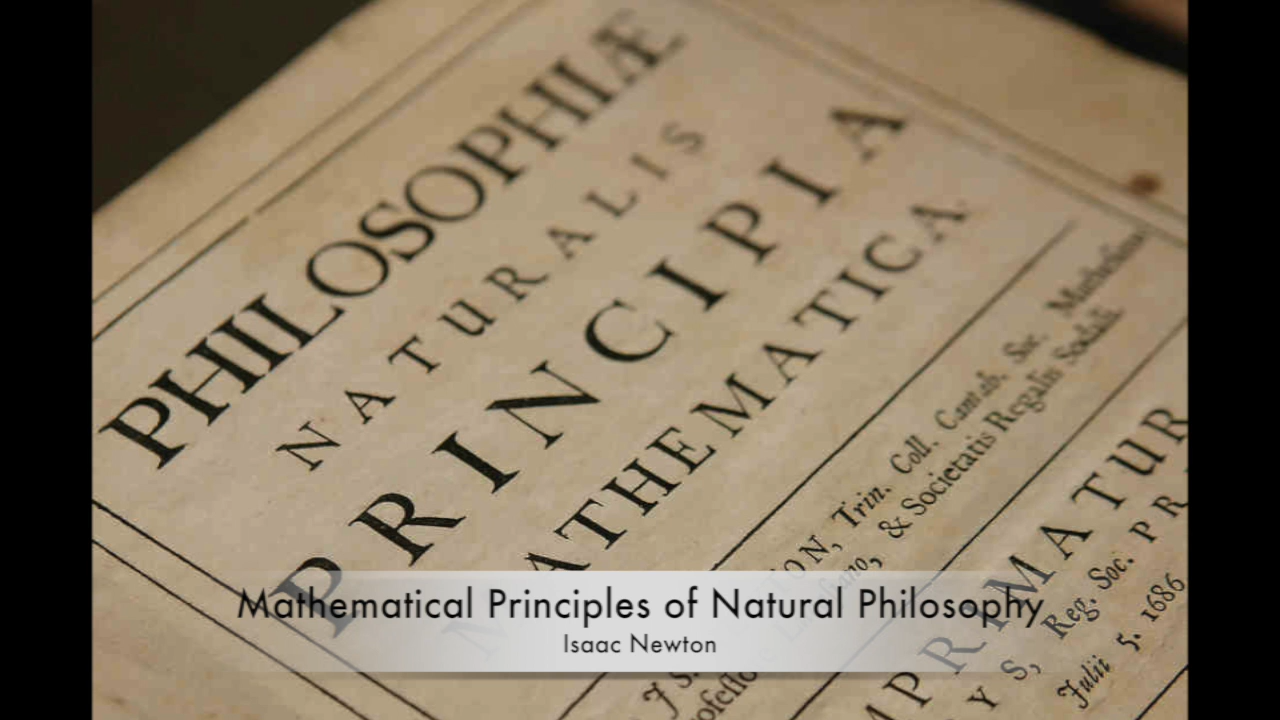 PHILOSOPHIÆ
NATURALIS
PRINCIPIA
MATHEMATICA.
Trin. Coll. Cantab. Soc. Matheseos
& Societatis Regalis Sodali.
Reg. Soc. PR
Julii 5. 1686
Mathematical Principles of Natural Philosophy
Isaac Newton